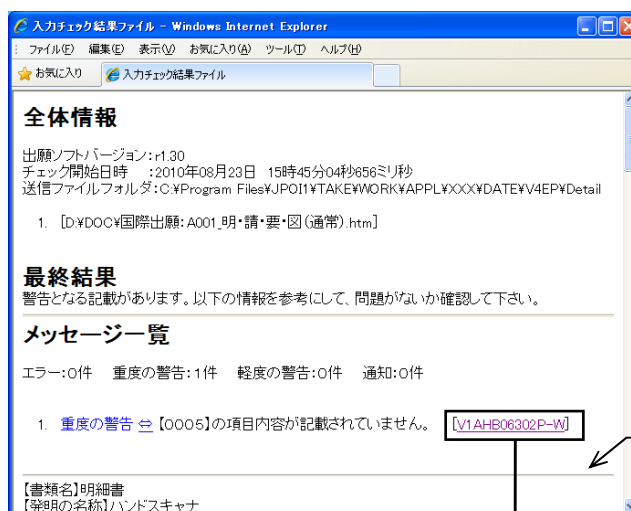 入力チェック結果ファイル - Windows Internet Explorer
ファイル(F) 編集(E) 表示(V) お気に入り(A) ツール(T) ヘルプ(H)
お気に入り 入力チェック結果ファイル
全体情報
出願ソフトバージョン:r1.30
チェック開始日時 :2010年08月23日 15時45分04秒656ミリ秒
送信ファイルフォルダ:C:¥Program Files¥JPOI1¥TAKE¥WORK¥APPL¥XXX¥DATE¥V4EP¥Detail
1. [D:¥DOC¥国際出願:A001_明・請・要・図(通常).htm]
最終結果
警告となる記載があります。以下の情報を参考にして、問題がないか確認して下さい。
メッセージ一覧
エラー:0件 重度の警告:1件 軽度の警告:0件 通知:0件
1. 重度の警告 ⇔ 【0005】の項目内容が記載されていません。 [V1AHB06302P-W]
【書類名】明細書
【発明の名称】ハンドスキャナ